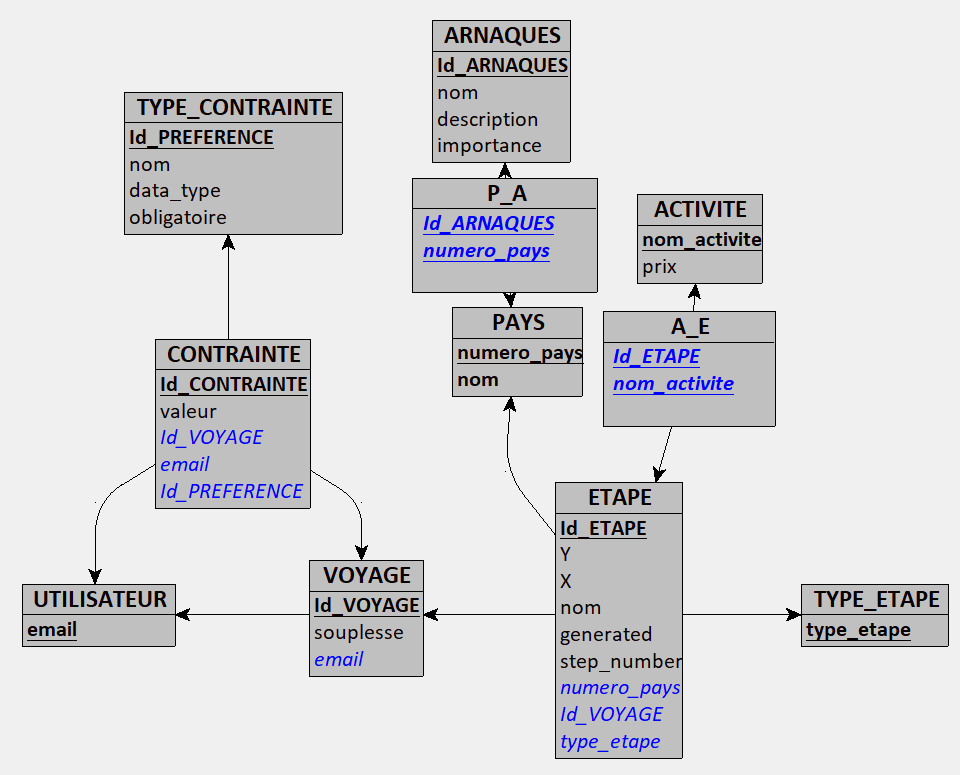 ARNAQUES
Id_ARNAQUES
nom
description
importance
TYPE_CONTRAINTE
Id_PREFERENCE
nom
data_type
obligatoire
P_A
Id_ARNAQUES
numero_pays
ACTIVITE
nom_activite
prix
PAYS
numero_pays
nom
A_E
Id_ETAPE
nom_activite
CONTRAINTE
Id_CONTRAINTE
valeur
Id_VOYAGE
email
Id_PREFERENCE
ETAPE
Id_ETAPE
Y
X
nom
generated
step_number
numero_pays
Id_VOYAGE
type_etape
UTILISATEUR
email
VOYAGE
Id_VOYAGE
souplesse
email
TYPE_ETAPE
type_etape